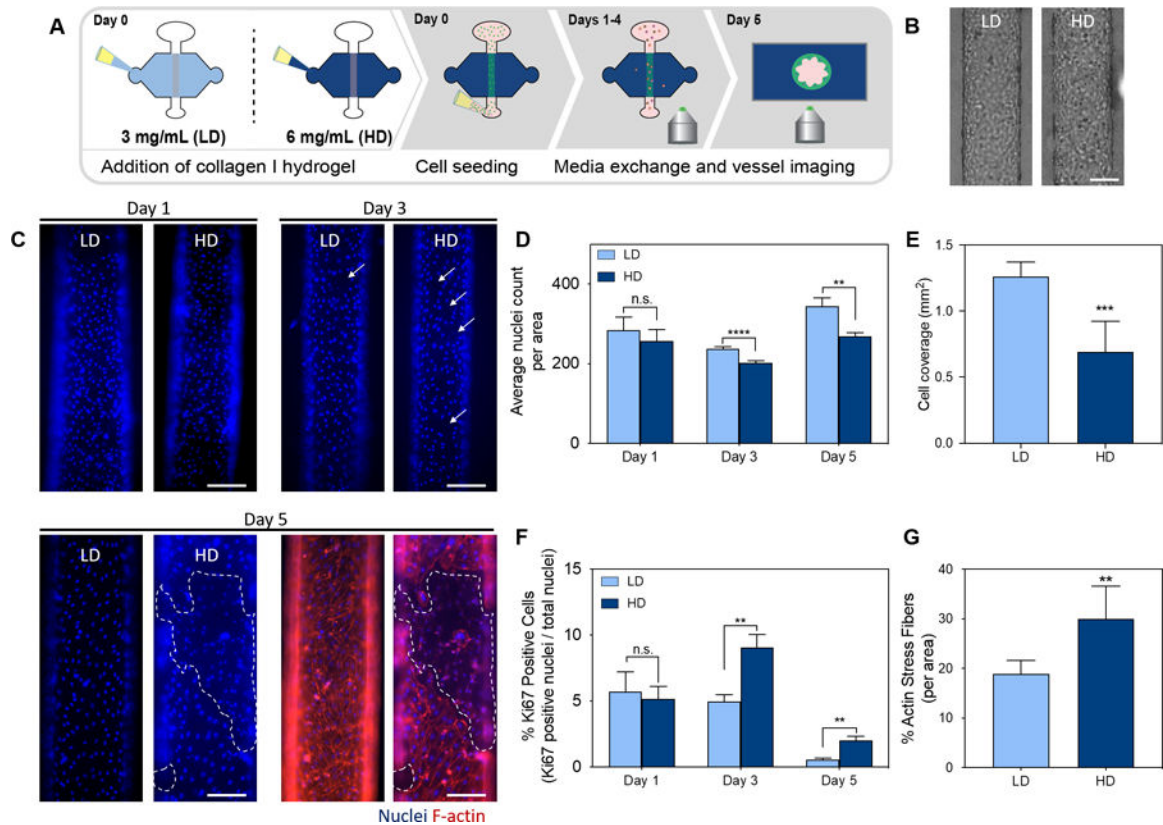 A
Day 0
3 mg/mL (LD)
6 mg/mL (HD)
Addition of collagen I hydrogel
Day 0
Cell seeding
Days 1-4
Day 5
Media exchange and vessel imaging
B
LD
HD
C
Day 1
LD
HD
Day 3
LD
HD
Day 5
LD
HD
Nuclei F-actin
D
LD
HD
Average nuclei count
per area
400
200
0
n.s.
****
**
Day 1
Day 3
Day 5
E
Cell coverage (mm²)
1.5
1.2
0.9
0.6
0.3
0.0
***
LD
HD
F
LD
HD
% Ki67 Positive Cells
(Ki67 positive nuclei / total nuclei)
15
10
5
0
n.s.
**
**
Day 1
Day 3
Day 5
G
% Actin Stress Fibers
(per area)
40
30
20
10
0
**
LD
HD